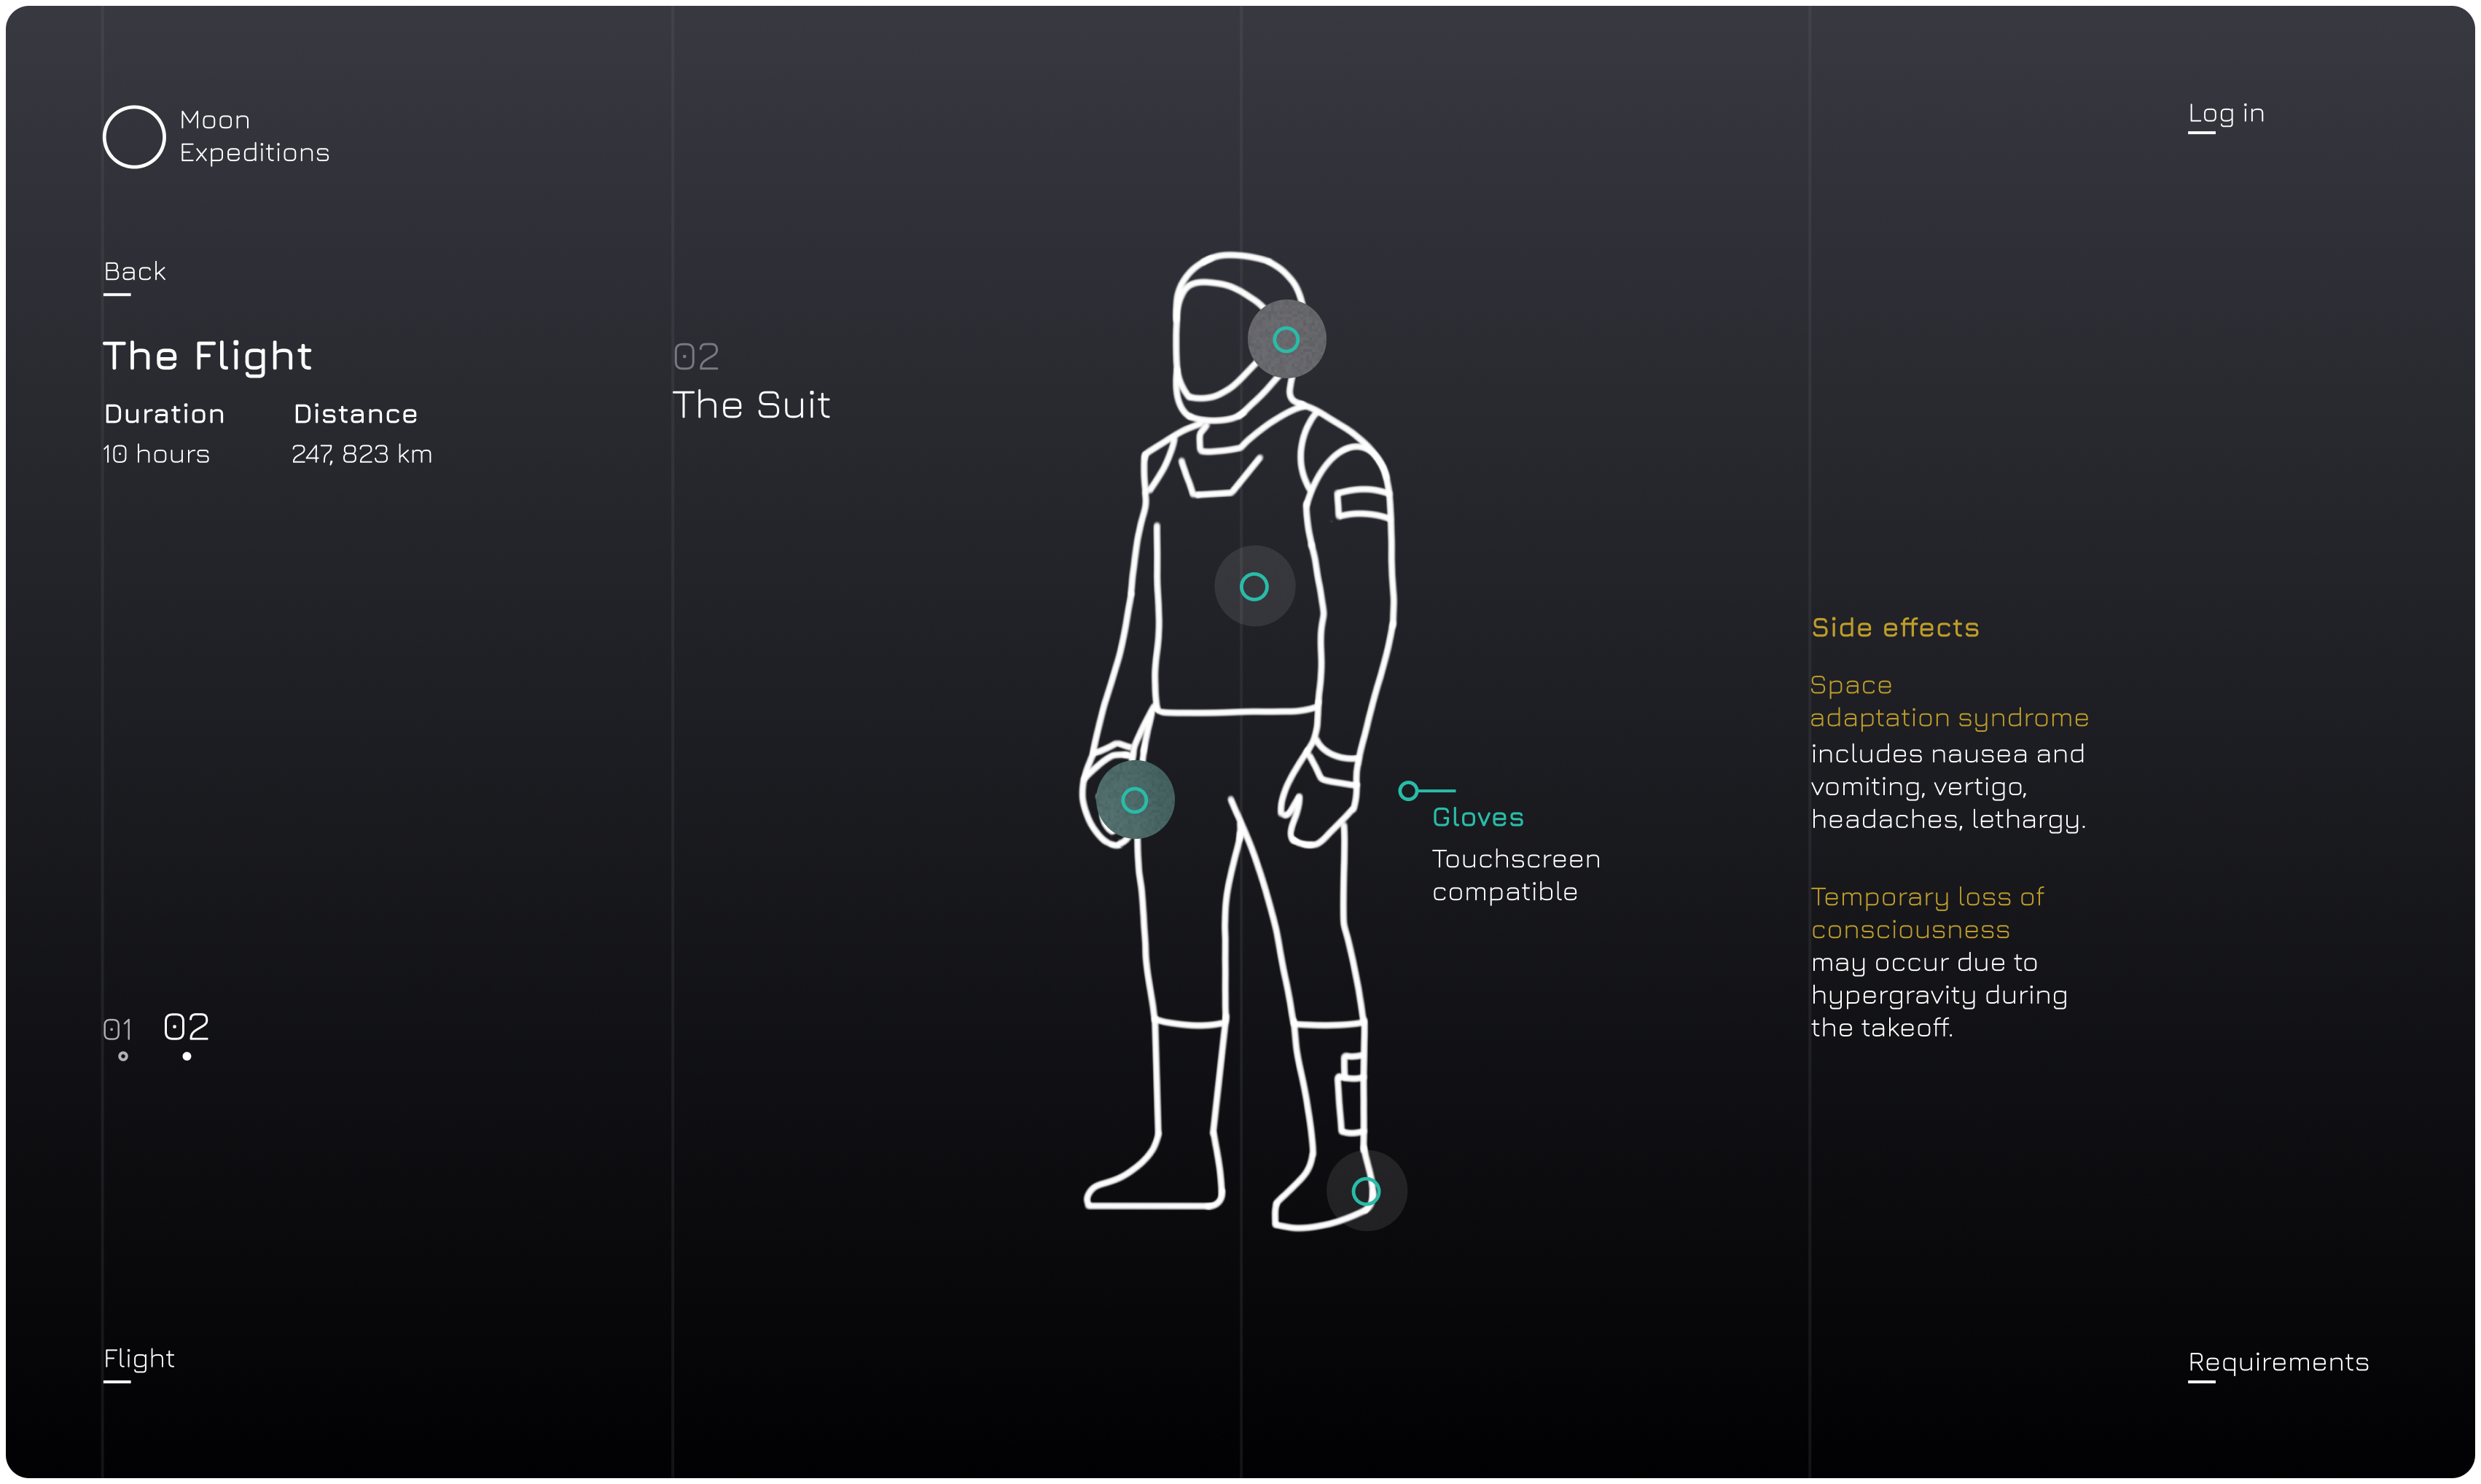 Moon
Expeditions
Log in
Back
The Flight
Duration Distance
10 hours 247, 823 km
02
The Suit
Gloves
Touchscreen
compatible
Side effects
Space
adaptation syndrome
includes nausea and
vomiting, vertigo,
headaches, lethargy.
Temporary loss of
consciousness
may occur due to
hypergravity during
the takeoff.
01 02
Flight
Requirements